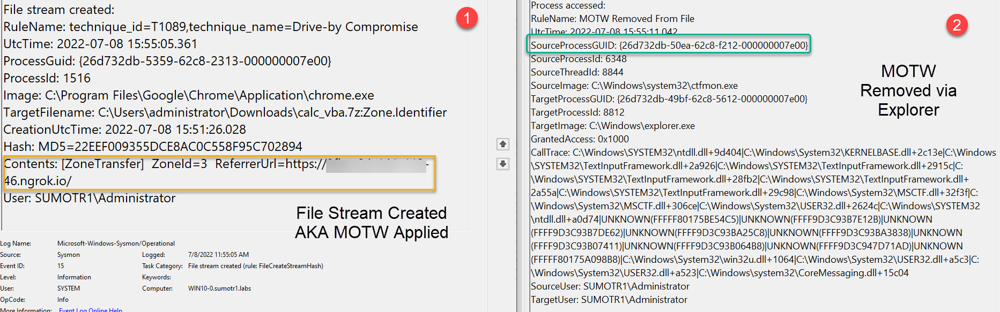 File stream created:
RuleName: technique_id=T1089,technique_name=Drive-by Compromise
UtcTime: 2022-07-08 15:55:05.361
ProcessGuid: {26d732db-5359-62c8-2313-000000007e00}
ProcessId: 1516
Image: C:\Program Files\Google\Chrome\Application\chrome.exe
TargetFilename: C:\Users\administrator\Downloads\calc_vba.7z:Zone.Identifier
CreationUtcTime: 2022-07-08 15:51:26.028
Hash: MD5=22EEF009355DCE8AC0C558F95C702894
Contents: [ZoneTransfer]  ZoneId=3  ReferrerUrl=https://
46.ngrok.io/
User: SUMOTR1\Administrator
1
File Stream Created
AKA MOTW Applied
Log Name: Microsoft-Windows-Sysmon/Operational
Source: Sysmon Logged: 7/8/2022 11:55:05 AM
Event ID: 15 Task Category: File stream created (rule: FileCreateStreamHash)
Level: Information Keywords:
User: SYSTEM Computer: WIN10-0.sumotr1.labs
OpCode: Info
More Information: Event Log Online Help
Process accessed:
RuleName: MOTW Removed From File
UtcTime: 2022-07-08 15:55:11.042
SourceProcessGUID: {26d732db-50ea-62c8-f212-000000007e00}
SourceProcessId: 6348
SourceThreadId: 8844
SourceImage: C:\Windows\system32\ctfmon.exe
TargetProcessGUID: {26d732db-49bf-62c8-5612-000000007e00}
TargetProcessId: 8812
TargetImage: C:\Windows\explorer.exe
GrantedAccess: 0x1000
CallTrace: C:\Windows\SYSTEM32\ntdll.dll+9d404|C:\Windows\System32\KERNELBASE.dll+2c13e|C:\Windows
\SYSTEM32\TextInputFramework.dll+2a926|C:\Windows\SYSTEM32\TextInputFramework.dll+2915c|C:
\Windows\SYSTEM32\TextInputFramework.dll+28fb2|C:\Windows\SYSTEM32\TextInputFramework.dll+
2a55a|C:\Windows\SYSTEM32\TextInputFramework.dll+29c98|C:\Windows\System32\MSCTF.dll+32f3f|C:
\Windows\System32\MSCTF.dll+306ce|C:\Windows\System32\USER32.dll+2624c|C:\Windows\SYSTEM32
\ntdll.dll+a0d74|UNKNOWN(FFFFF80175BE54C5)|UNKNOWN(FFFF9D3C93B7E12B)|UNKNOWN
(FFFF9D3C93B7DE62)|UNKNOWN(FFFF9D3C93BA25C8)|UNKNOWN(FFFF9D3C93BA3838)|UNKNOWN
(FFFF9D3C93B07411)|UNKNOWN(FFFF9D3C93B064B8)|UNKNOWN(FFFF9D3C947D71AD)|UNKNOWN
(FFFFF80175A098B8)|C:\Windows\System32\win32u.dll+1064|C:\Windows\System32\USER32.dll+a5c3|C:
\Windows\System32\USER32.dll+a523|C:\Windows\system32\CoreMessaging.dll+15c04
SourceUser: SUMOTR1\Administrator
TargetUser: SUMOTR1\Administrator
2
MOTW
Removed via
Explorer